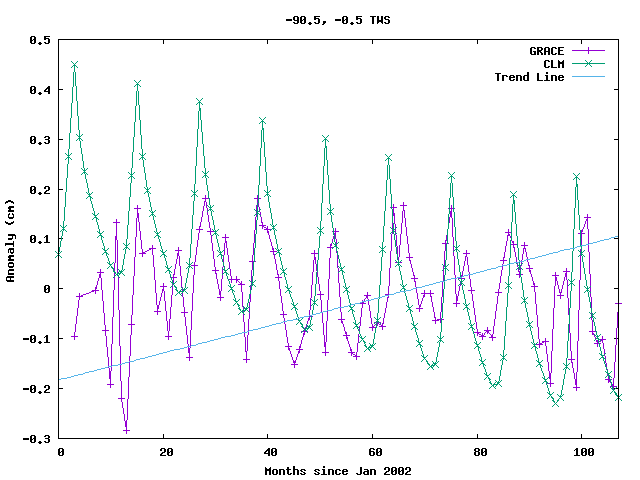 -90.5, -0.5 TWS
GRACE
CLM
Trend Line
0.5
0.4
0.3
0.2
0.1
0
-0.1
-0.2
-0.3
Anomaly (cm)
0 20 40 60 80 100
Months since Jan 2002